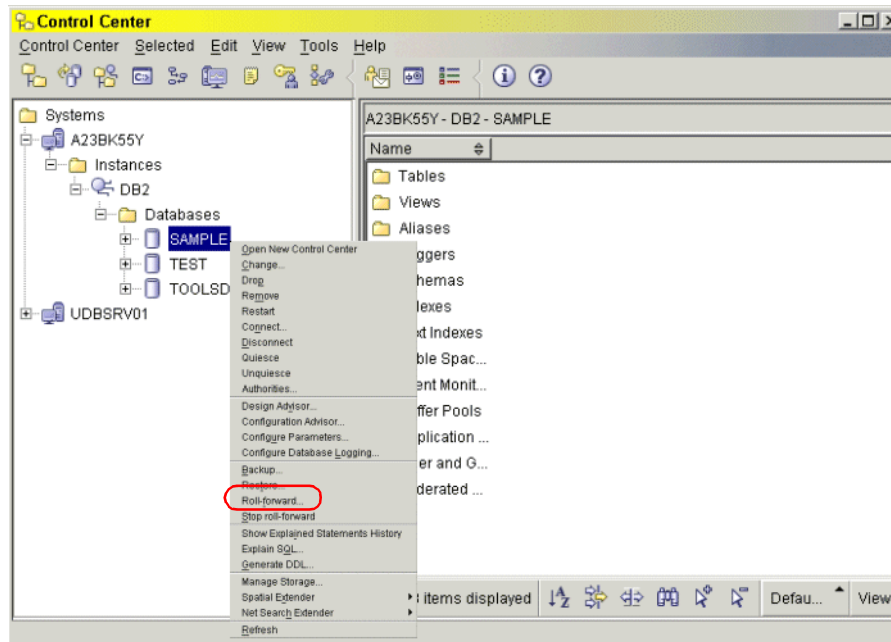 Control Center
Control Center Selected Edit View Tools Help
Systems
A23BK55Y
Instances
DB2
Databases
SAMPLE
TEST
TOOLSD
UDBSRV01
A23BK55Y - DB2 - SAMPLE
Name
Tables
Views
Aliases
ggers
hemas
lexes
xt Indexes
ble Spac...
ent Monit...
ffer Pools
plication ...
er and G...
derated ...
Open New Control Center
Change...
Drop
Remove
Restart
Connect...
Disconnect
Quiesce
Unquiesce
Authorities...
Design Advisor...
Configuration Advisor...
Configure Parameters...
Configure Database Logging...
Backup...
Restore...
Roll-forward...
Stop roll-forward
Show Explained Statements History
Explain SQL...
Generate DDL...
Manage Storage...
Spatial Extender
Net Search Extender
Refresh
items displayed
Defau...
View